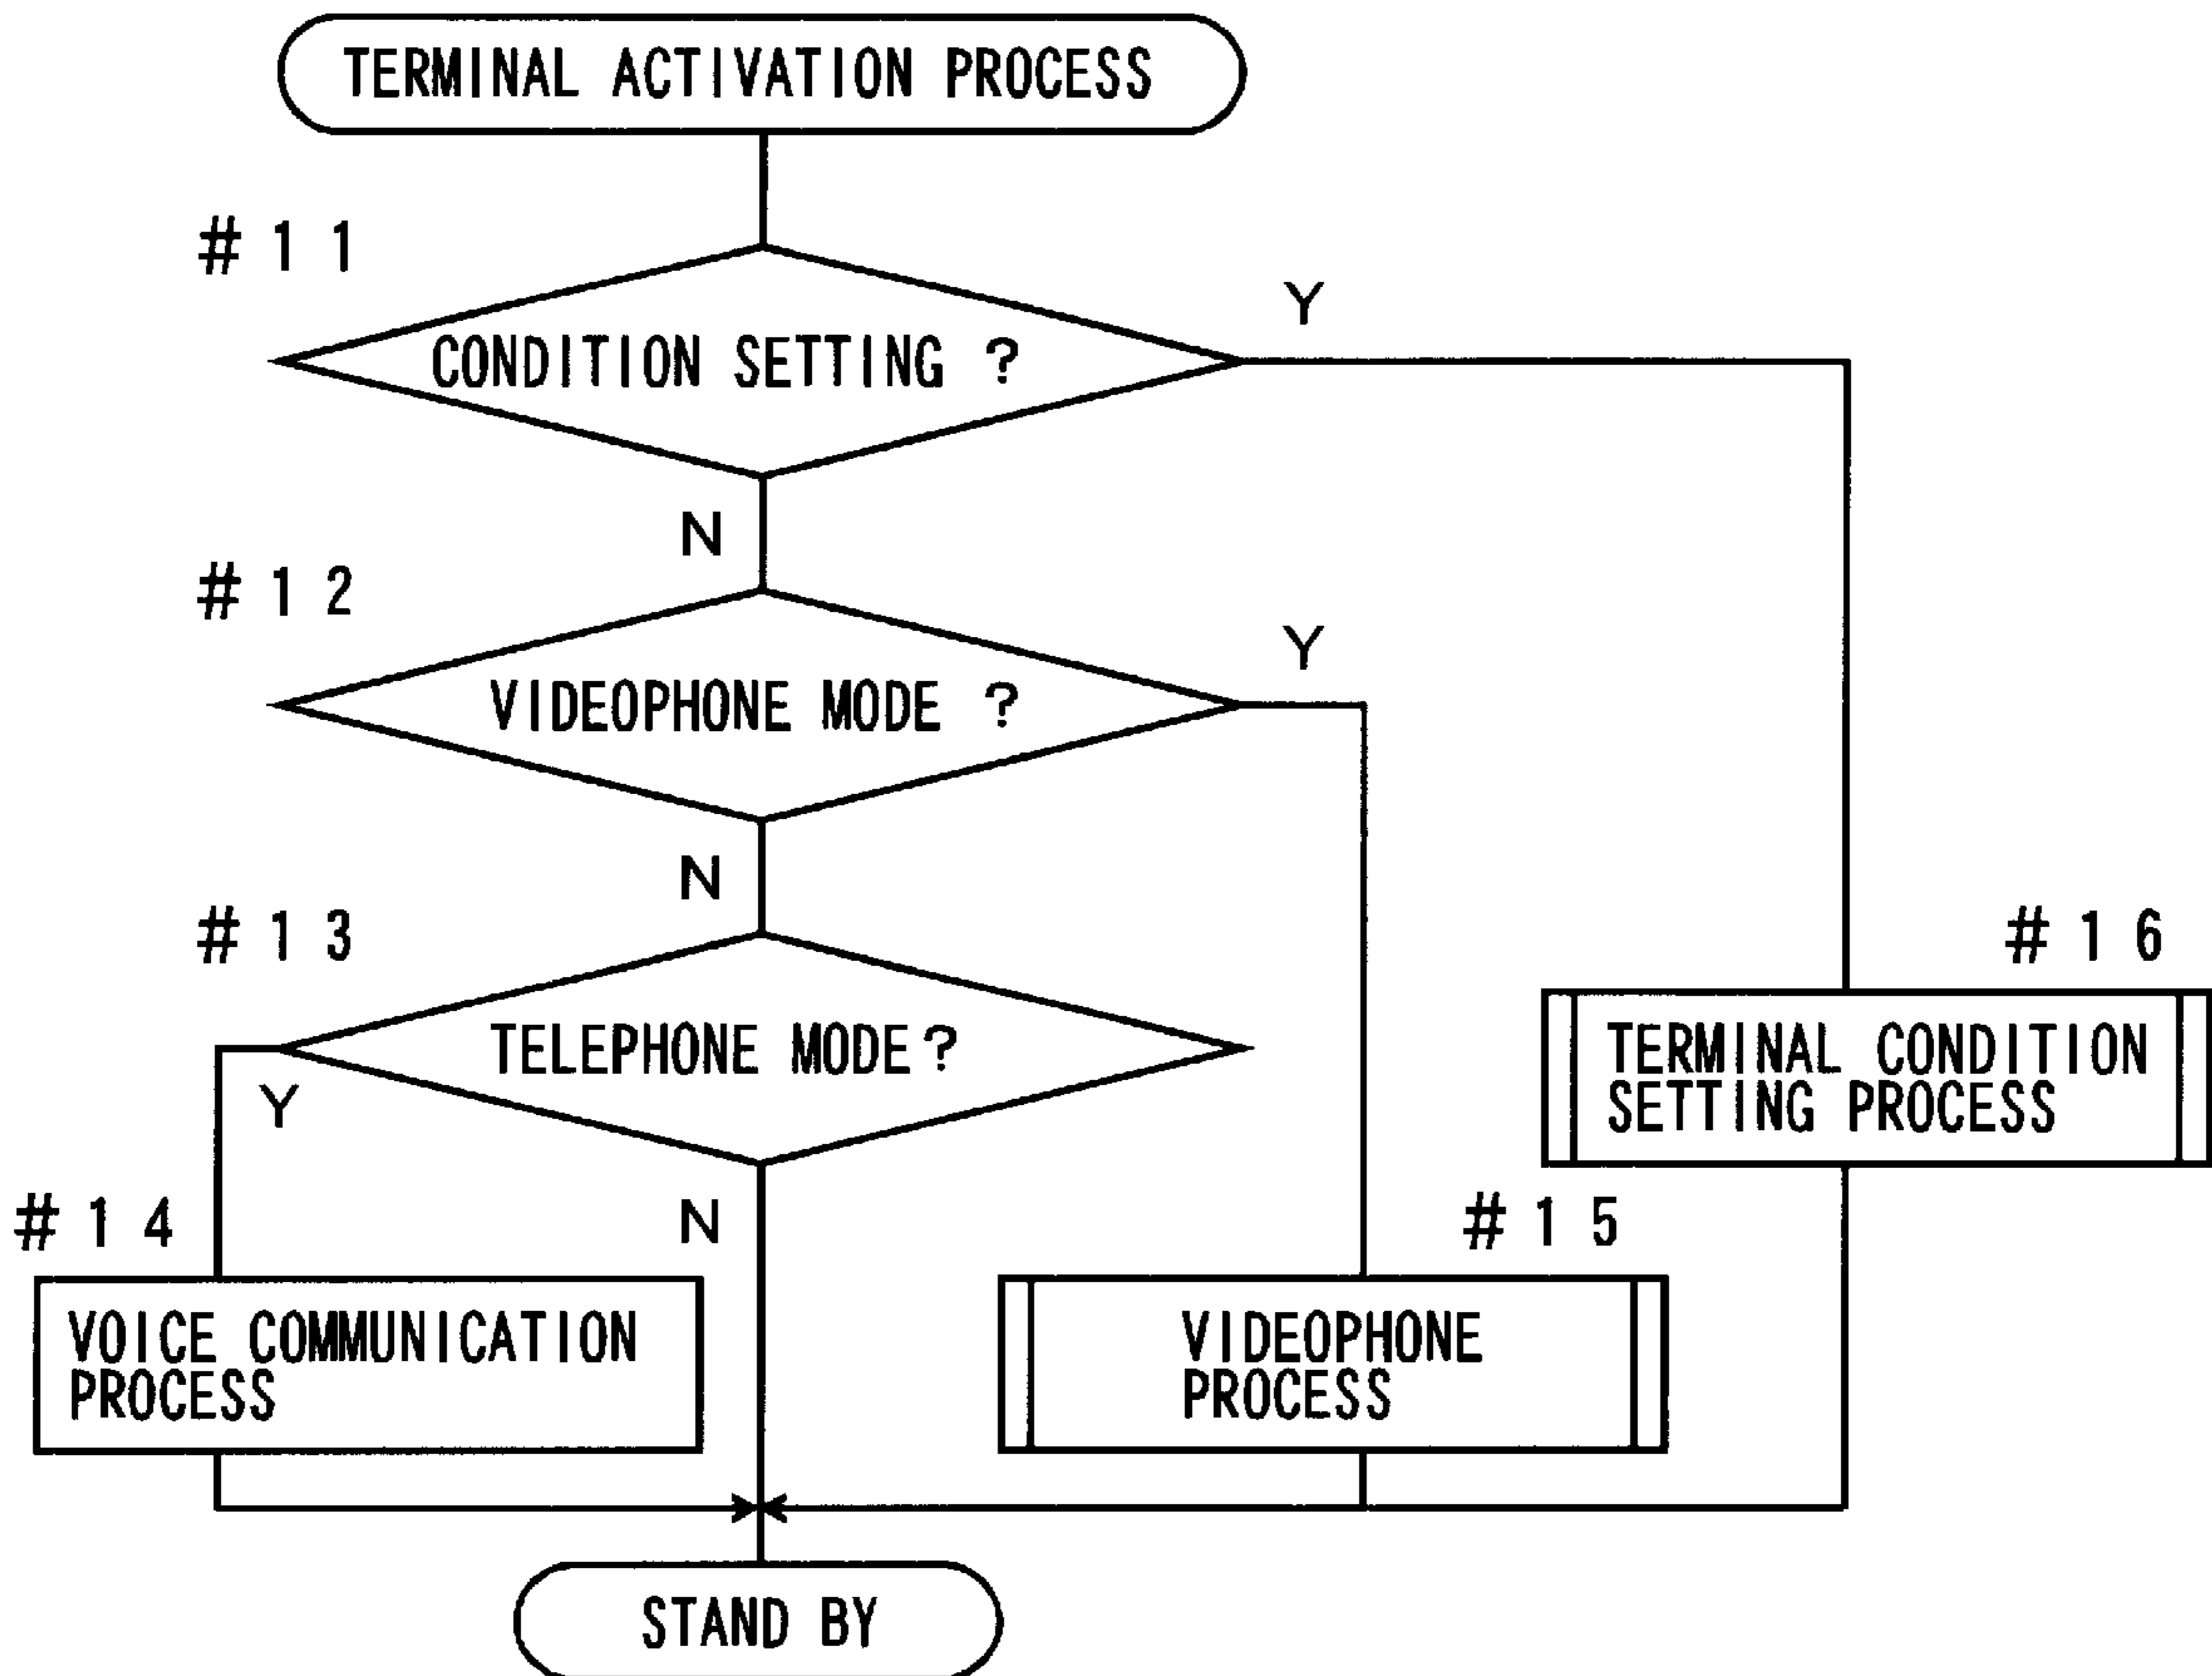 TERMINAL ACTIVATION PROCESS
#11
Y
CONDITION SETTING ?
N
#12
Y
VIDEOPHONE MODE ?
N
#13
TELEPHONE MODE?
Y
N
#14
VOICE COMMUNICATION
PROCESS
#15
VIDEOPHONE
PROCESS
#16
TERMINAL CONDITION
SETTING PROCESS
STAND BY